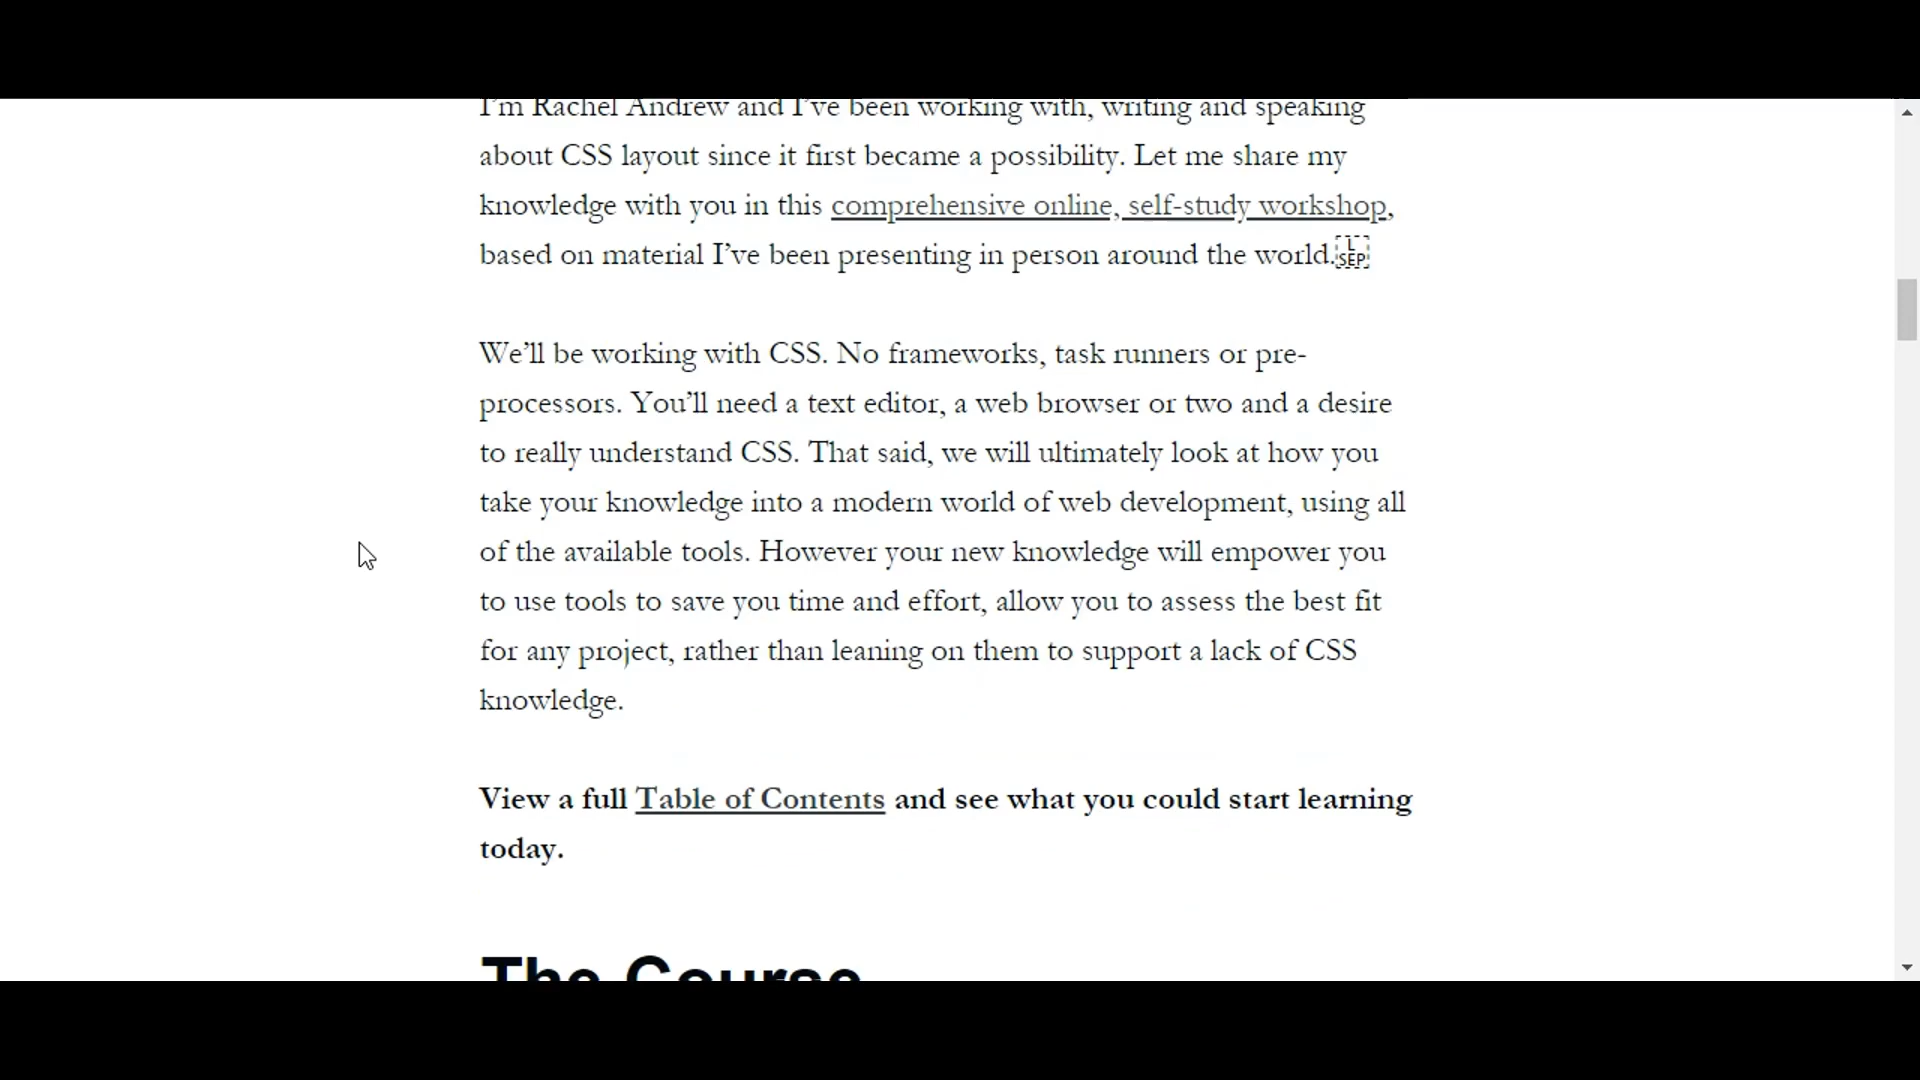 I'm Rachel Andrew and I've been working with, writing and speaking
about CSS layout since it first became a possibility. Let me share my
knowledge with you in this comprehensive online, self-study workshop,
based on material I've been presenting in person around the world.
L
SEP
We'll be working with CSS. No frameworks, task runners or pre-
processors. You'll need a text editor, a web browser or two and a desire
to really understand CSS. That said, we will ultimately look at how you
take your knowledge into a modern world of web development, using all
of the available tools. However your new knowledge will empower you
to use tools to save you time and effort, allow you to assess the best fit
for any project, rather than leaning on them to support a lack of CSS
knowledge.
View a full Table of Contents and see what you could start learning
today.
The Course